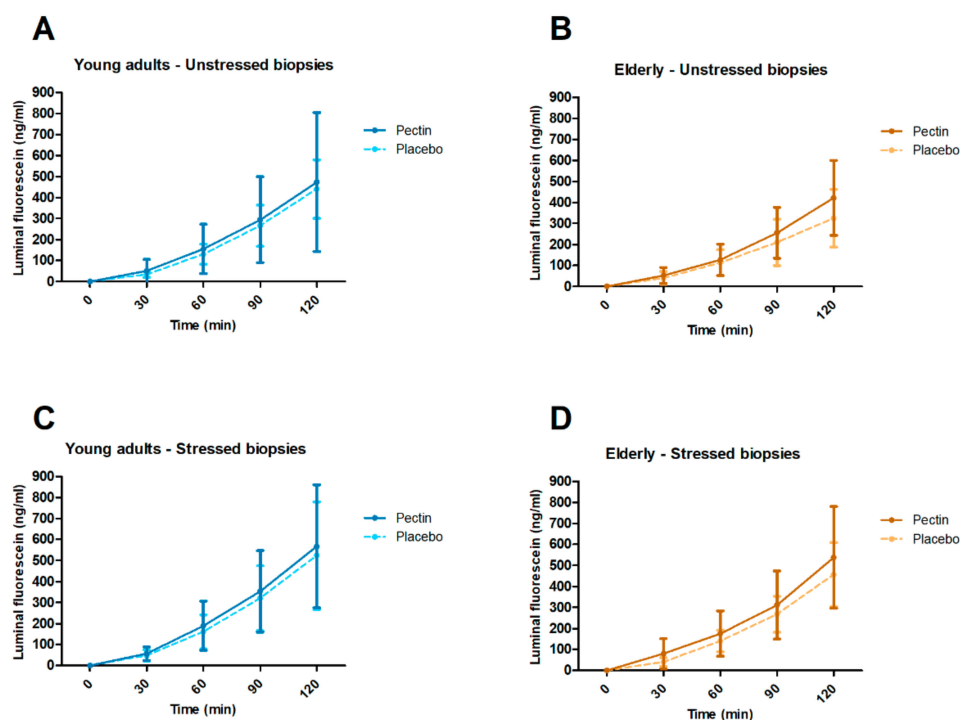 A
Young adults - Unstressed biopsies
Luminal fluorescein (ng/ml)
900
800
700
600
500
400
300
200
100
0
0
30
60
90
120
Time (min)
Pectin
Placebo
B
Elderly - Unstressed biopsies
Luminal fluorescein (ng/ml)
900
800
700
600
500
400
300
200
100
0
0
30
60
90
120
Time (min)
Pectin
Placebo
C
Young adults - Stressed biopsies
Luminal fluorescein (ng/ml)
900
800
700
600
500
400
300
200
100
0
0
30
60
90
120
Time (min)
Pectin
Placebo
D
Elderly - Stressed biopsies
Luminal fluorescein (ng/ml)
900
800
700
600
500
400
300
200
100
0
0
30
60
90
120
Time (min)
Pectin
Placebo